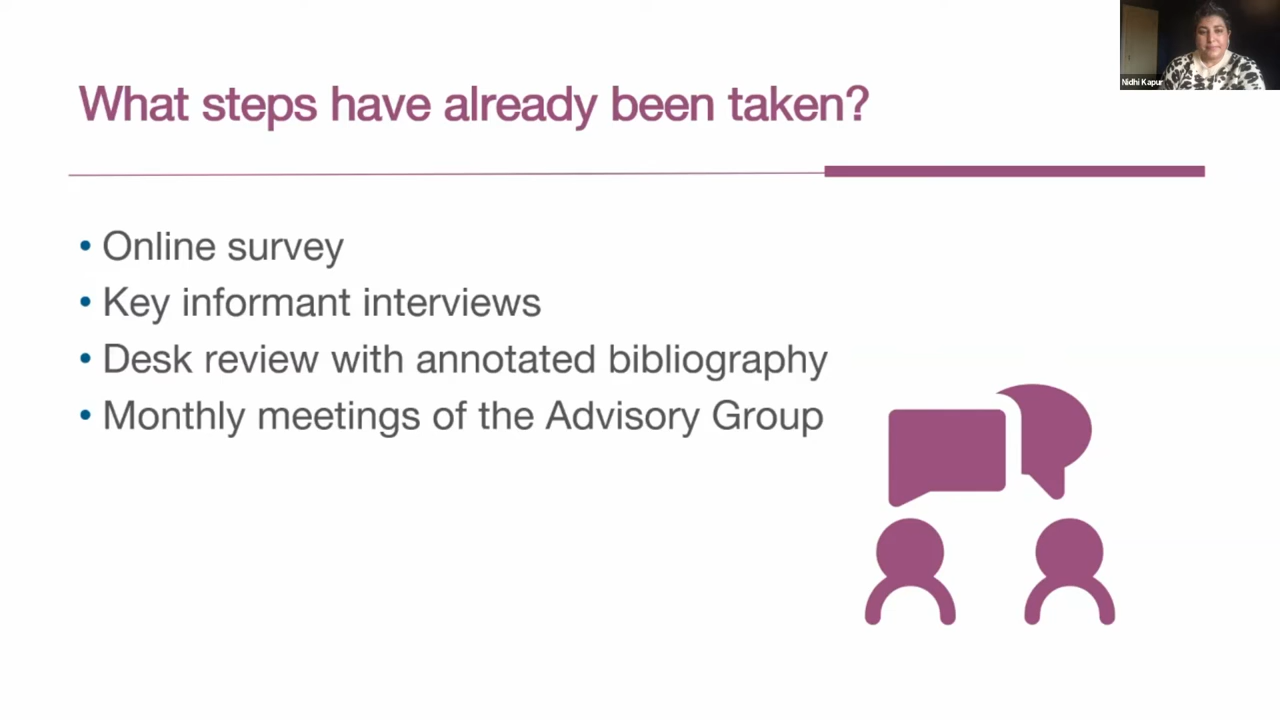 What steps have already been taken?
• Online survey
• Key informant interviews
• Desk review with annotated bibliography
• Monthly meetings of the Advisory Group
Nidhi Kapur